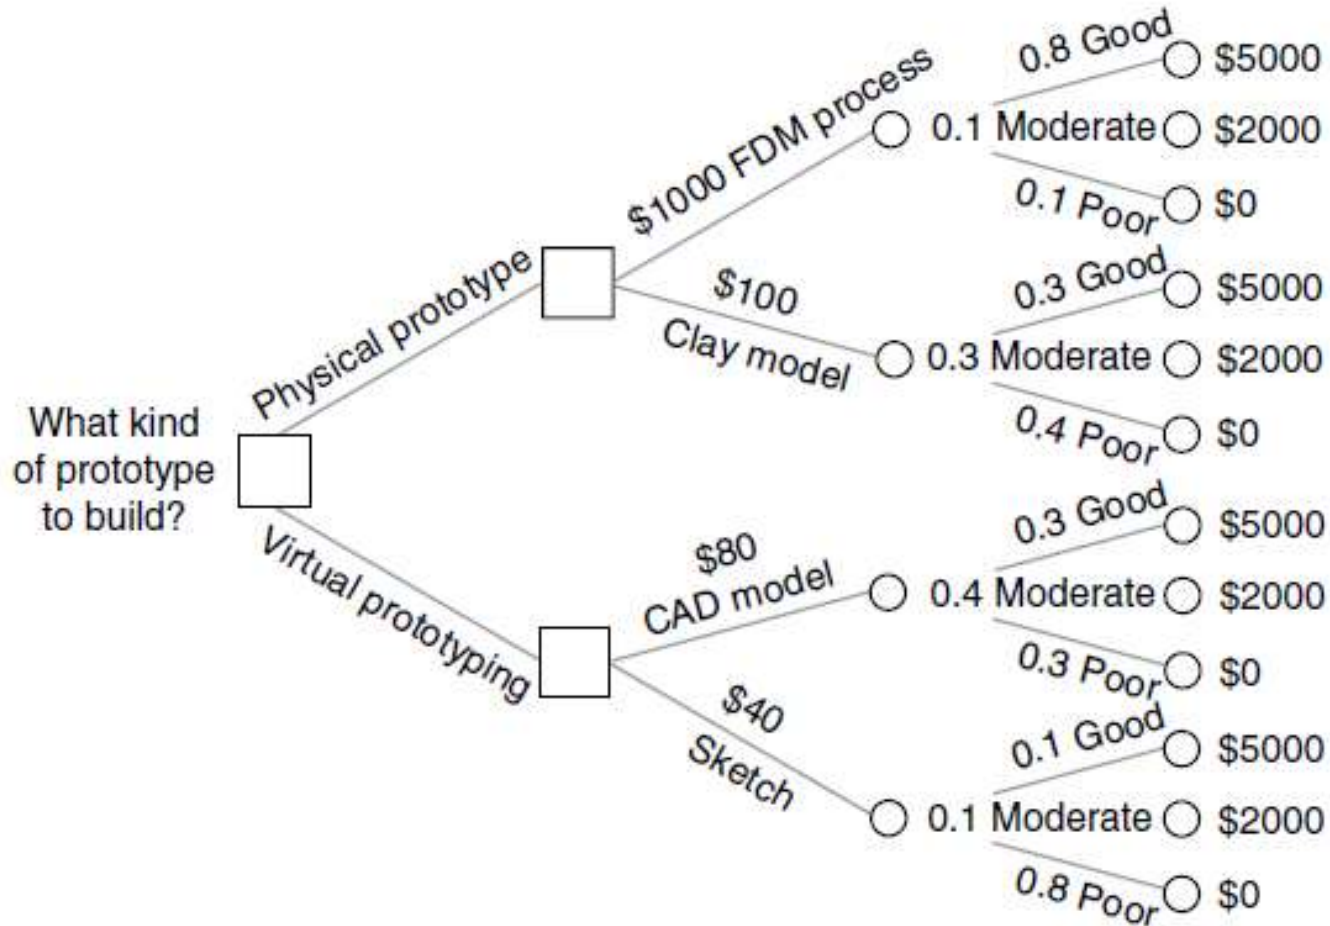 0.8 Good
$5000
$1000 FDM process
0.1 Moderate
$2000
0.1 Poor
$0
Physical prototype
$100
Clay model
0.3 Good
$5000
0.3 Moderate
$2000
0.4 Poor
$0
What kind
of prototype
to build?
Virtual prototyping
$80
CAD model
0.3 Good
$5000
0.4 Moderate
$2000
0.3 Poor
$0
$40
Sketch
0.1 Good
$5000
0.1 Moderate
$2000
0.8 Poor
$0